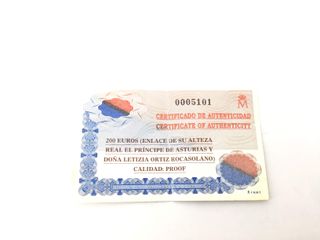 0005101
M
CERTIFICADO DE AUTENTICIDAD
CERTIFICATE OF AUTHENTICITY
200 EUROS (ENLACE DE SU ALTEZA
REAL EL PRÍNCIPE DE ASTURIAS Y
DOÑA LETIZIA ORTIZ ROCASOLANO)
CALIDAD: PROOF